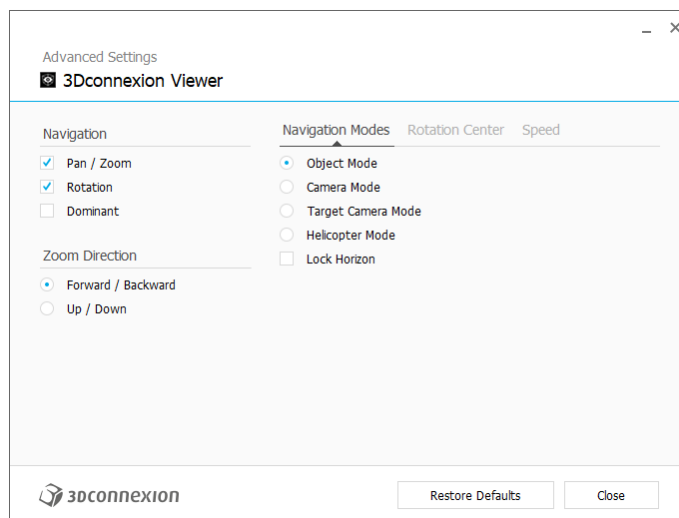 Advanced Settings
3Dconnexion Viewer
Navigation
Pan / Zoom
Rotation
Dominant
Zoom Direction
Forward / Backward
Up / Down
Navigation Modes Rotation Center Speed
Object Mode
Camera Mode
Target Camera Mode
Helicopter Mode
Lock Horizon
3Dconnexion
Restore Defaults Close